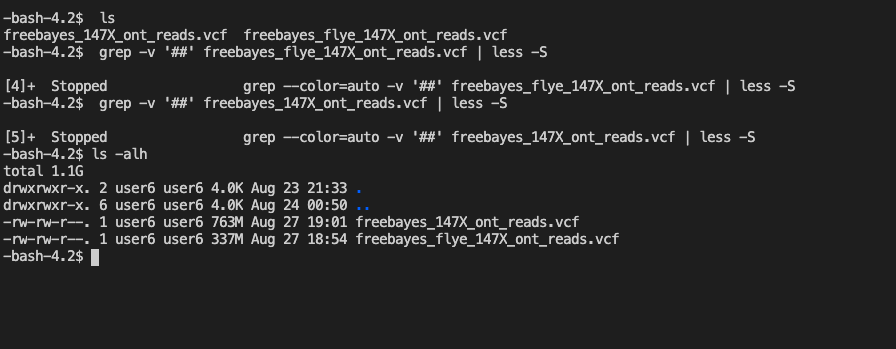 -bash-4.2$  ls
freebayes_147X_ont_reads.vcf  freebayes_flye_147X_ont_reads.vcf
-bash-4.2$  grep -v '##' freebayes_flye_147X_ont_reads.vcf | less -S
[4]+  Stopped                 grep --color=auto -v '##' freebayes_flye_147X_ont_reads.vcf | less -S
-bash-4.2$  grep -v '##' freebayes_147X_ont_reads.vcf | less -S
[5]+  Stopped                 grep --color=auto -v '##' freebayes_147X_ont_reads.vcf | less -S
-bash-4.2$ ls -alh
total 1.1G
drwxrwxr-x. 2 user6 user6 4.0K Aug 23 21:33 .
drwxrwxr-x. 6 user6 user6 4.0K Aug 24 00:50 ..
-rw-rw-r--. 1 user6 user6 763M Aug 27 19:01 freebayes_147X_ont_reads.vcf
-rw-rw-r--. 1 user6 user6 337M Aug 27 18:54 freebayes_flye_147X_ont_reads.vcf
-bash-4.2$